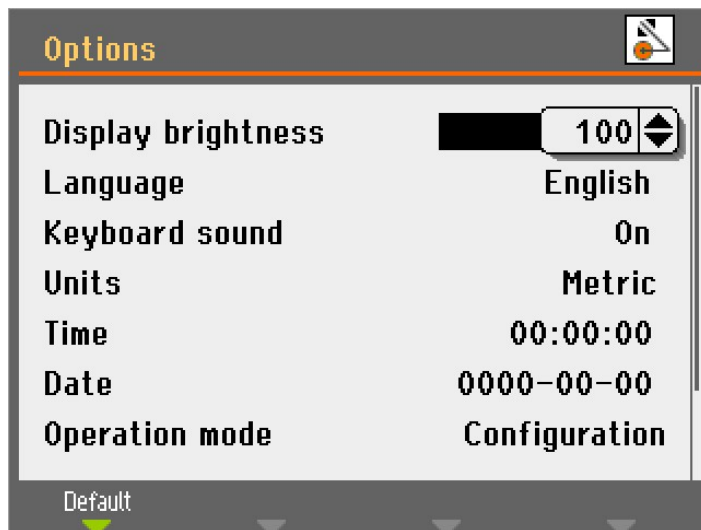 Options
Display brightness 100
Language English
Keyboard sound On
Units Metric
Time 00:00:00
Date 0000-00-00
Operation mode Configuration
Default